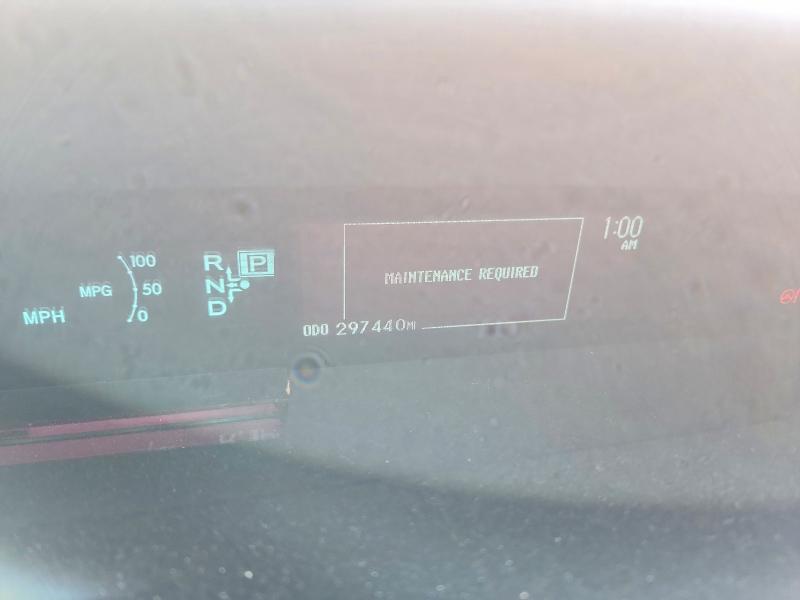 1:00
AM
100
R P
MPG 50
N
MAINTENANCE REQUIRED
MPH 0
D
ODO 297440MI